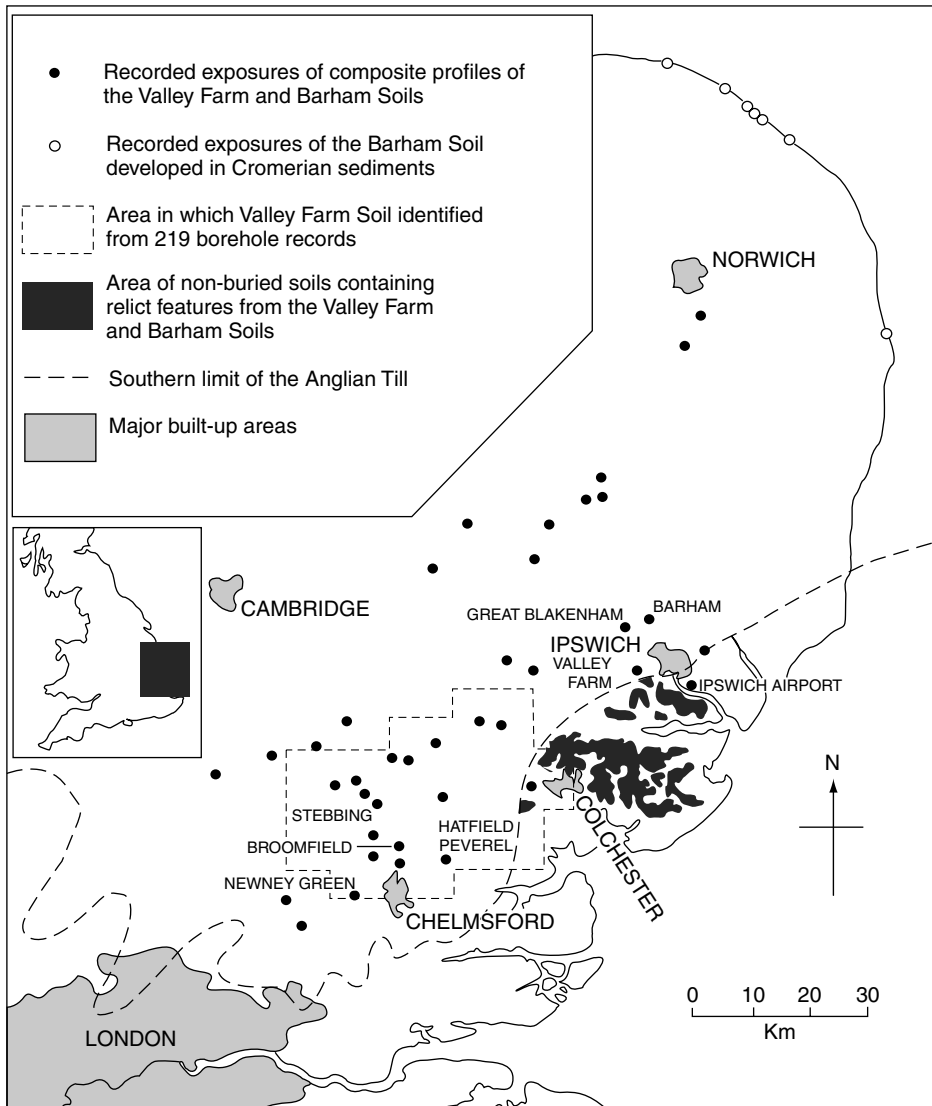 Recorded exposures of composite profiles of
the Valley Farm and Barham Soils
Recorded exposures of the Barham Soil
developed in Cromerian sediments
Area in which Valley Farm Soil identified
from 219 borehole records
Area of non-buried soils containing
relict features from the Valley Farm
and Barham Soils
Southern limit of the Anglian Till
Major built-up areas
NORWICH
CAMBRIDGE
GREAT BLAKENHAM
BARHAM
IPSWICH
VALLEY
FARM
IPSWICH AIRPORT
STEBBING
BROOMFIELD
HATFIELD
PEVEREL
NEWNEY GREEN
COLCHESTER
CHELMSFORD
LONDON
N
0 10 20 30
Km